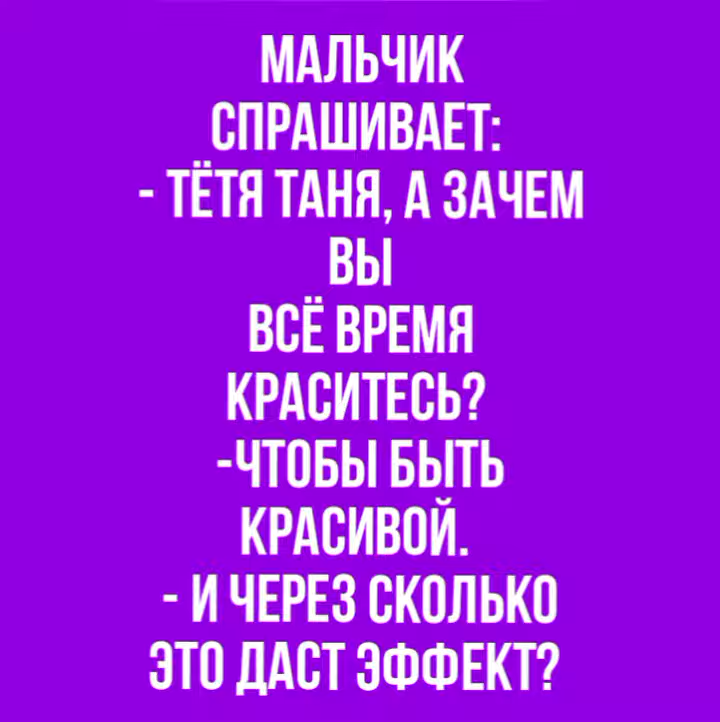 МАЛЬЧИК
СПРАШИВАЕТ:
- ТЁТЯ ТАНЯ, А ЗАЧЕМ
ВЫ
ВСЁ ВРЕМЯ
КРАСИТЕСЬ?
-ЧТОБЫ БЫТЬ
КРАСИВОЙ.
- И ЧЕРЕЗ СКОЛЬКО
ЭТО ДАСТ ЭФФЕКТ?